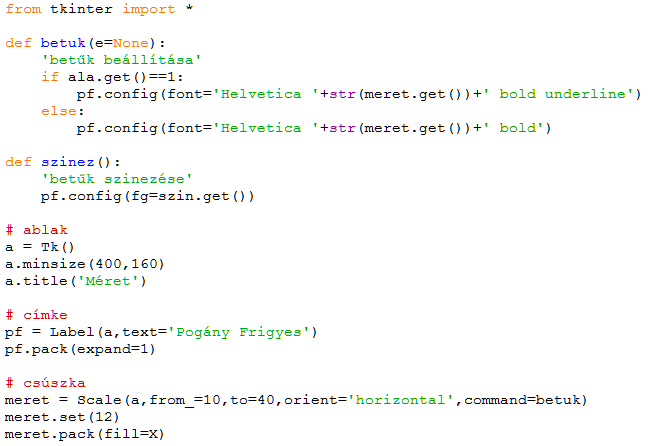 from tkinter import *
def betuk(e=None):
    'betűk beállítása'
    if ala.get()==1:
        pf.config(font='Helvetica '+str(meret.get())+' bold underline')
    else:
        pf.config(font='Helvetica '+str(meret.get())+' bold')
def szinez():
    'betűk szinezése'
    pf.config(fg=szin.get())
# ablak
a = Tk()
a.minsize(400,160)
a.title('Méret')
# címke
pf = Label(a,text='Pogány Frigyes')
pf.pack(expand=1)
# csúszka
meret = Scale(a,from_=10,to=40,orient='horizontal',command=betuk)
meret.set(12)
meret.pack(fill=X)